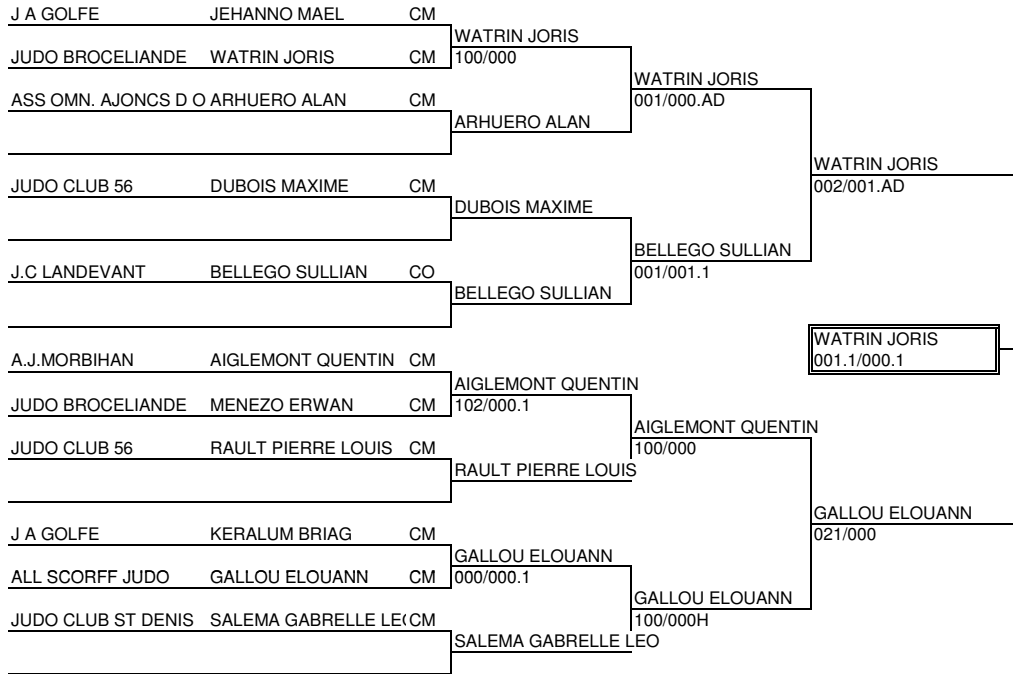 J A GOLFE JEHANNO MAEL CM
WATRIN JORIS
100/000
JUDO BROCELIANDE WATRIN JORIS CM
WATRIN JORIS
001/000.AD
ASS OMN. AJONCS D O ARHUERO ALAN CM
ARHUERO ALAN
WATRIN JORIS
002/001.AD
JUDO CLUB 56 DUBOIS MAXIME CM
DUBOIS MAXIME
BELLEGO SULLIAN
001/001.1
J.C LANDEVANT BELLEGO SULLIAN CO
BELLEGO SULLIAN
WATRIN JORIS
001.1/000.1
A.J.MORBIHAN AIGLEMONT QUENTIN CM
AIGLEMONT QUENTIN
102/000.1
JUDO BROCELIANDE MENEZO ERWAN CM
AIGLEMONT QUENTIN
100/000
JUDO CLUB 56 RAULT PIERRE LOUIS CM
RAULT PIERRE LOUIS
GALLOU ELOUANN
021/000
J A GOLFE KERALUM BRIAG CM
GALLOU ELOUANN
000/000.1
ALL SCORFF JUDO GALLOU ELOUANN CM
GALLOU ELOUANN
100/000H
JUDO CLUB ST DENIS SALEMA GABRELLE LE( CM
SALEMA GABRELLE LEO